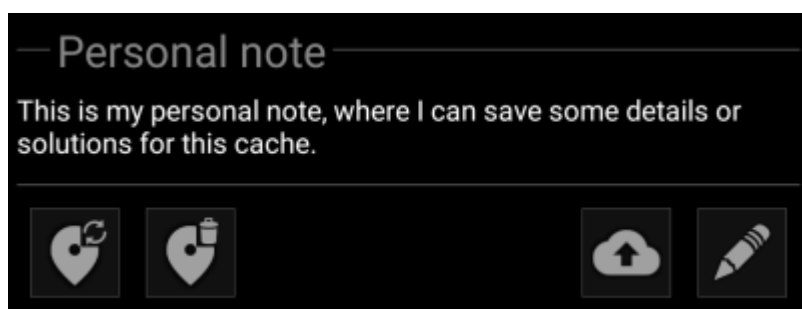 Personal note
This is my personal note, where I can save some details or
solutions for this cache.